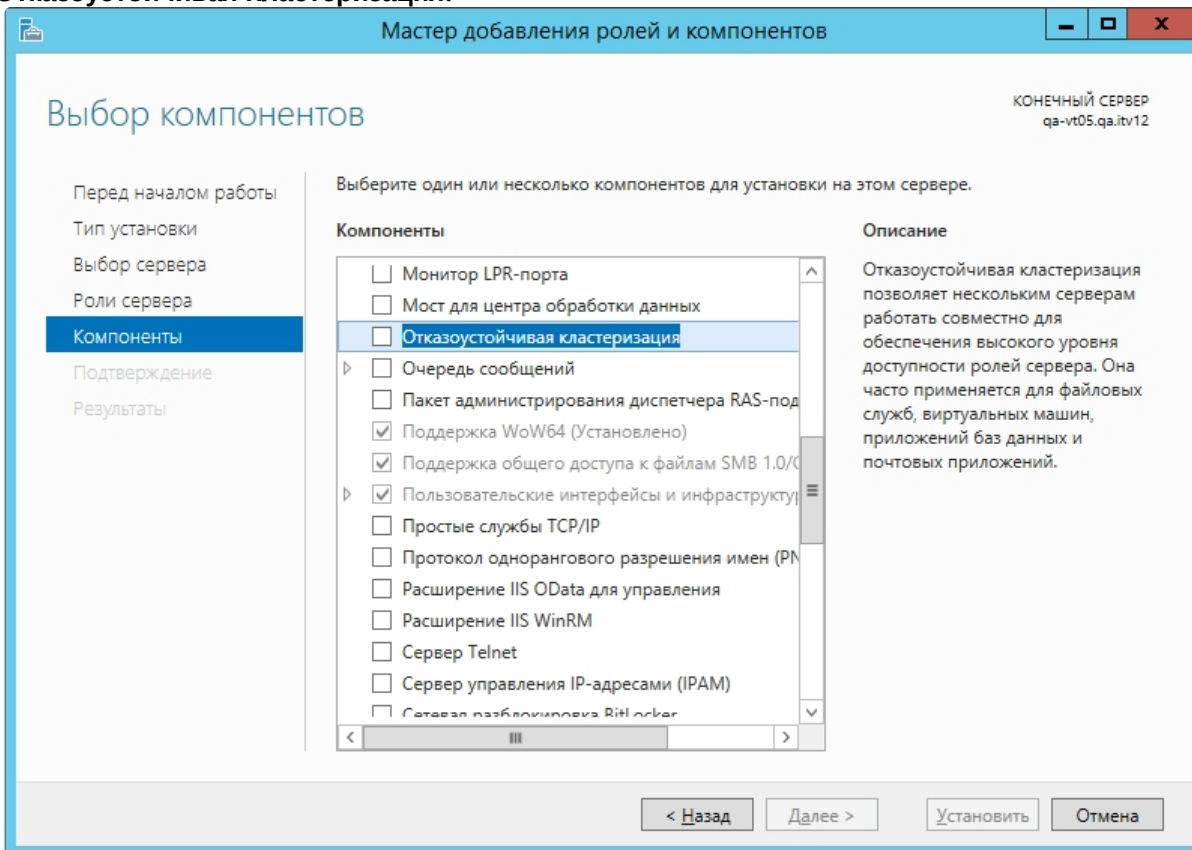 Отказоустойчивая кластеризация.
Мастер добавления ролей и компонентов
Выбор компонентов
КОНЕЧНЫЙ СЕРВЕР
qa-vt05.qa.itv12
Перед началом работы
Тип установки
Выбор сервера
Роли сервера
Компоненты
Подтверждение
Результаты
Выберите один или несколько компонентов для установки на этом сервере.
Компоненты
Монитор LPR-порта
Мост для центра обработки данных
Отказоустойчивая кластеризация
Очередь сообщений
Пакет администрирования диспетчера RAS-под
Поддержка WoW64 (Установлено)
Поддержка общего доступа к файлам SMB 1.0/C
Пользовательские интерфейсы и инфраструктур
Простые службы TCP/IP
Протокол однорангового разрешения имен (PN
Расширение IIS OData для управления
Расширение IIS WinRM
Сервер Telnet
Сервер управления IP-адресами (IPAM)
Сетевая разблокировка BitLocker
Описание
Отказоустойчивая кластеризация
позволяет нескольким серверам
работать совместно для
обеспечения высокого уровня
доступности ролей сервера. Она
часто применяется для файловых
служб, виртуальных машин,
приложений баз данных и
почтовых приложений.
< Назад
Далее >
Установить
Отмена